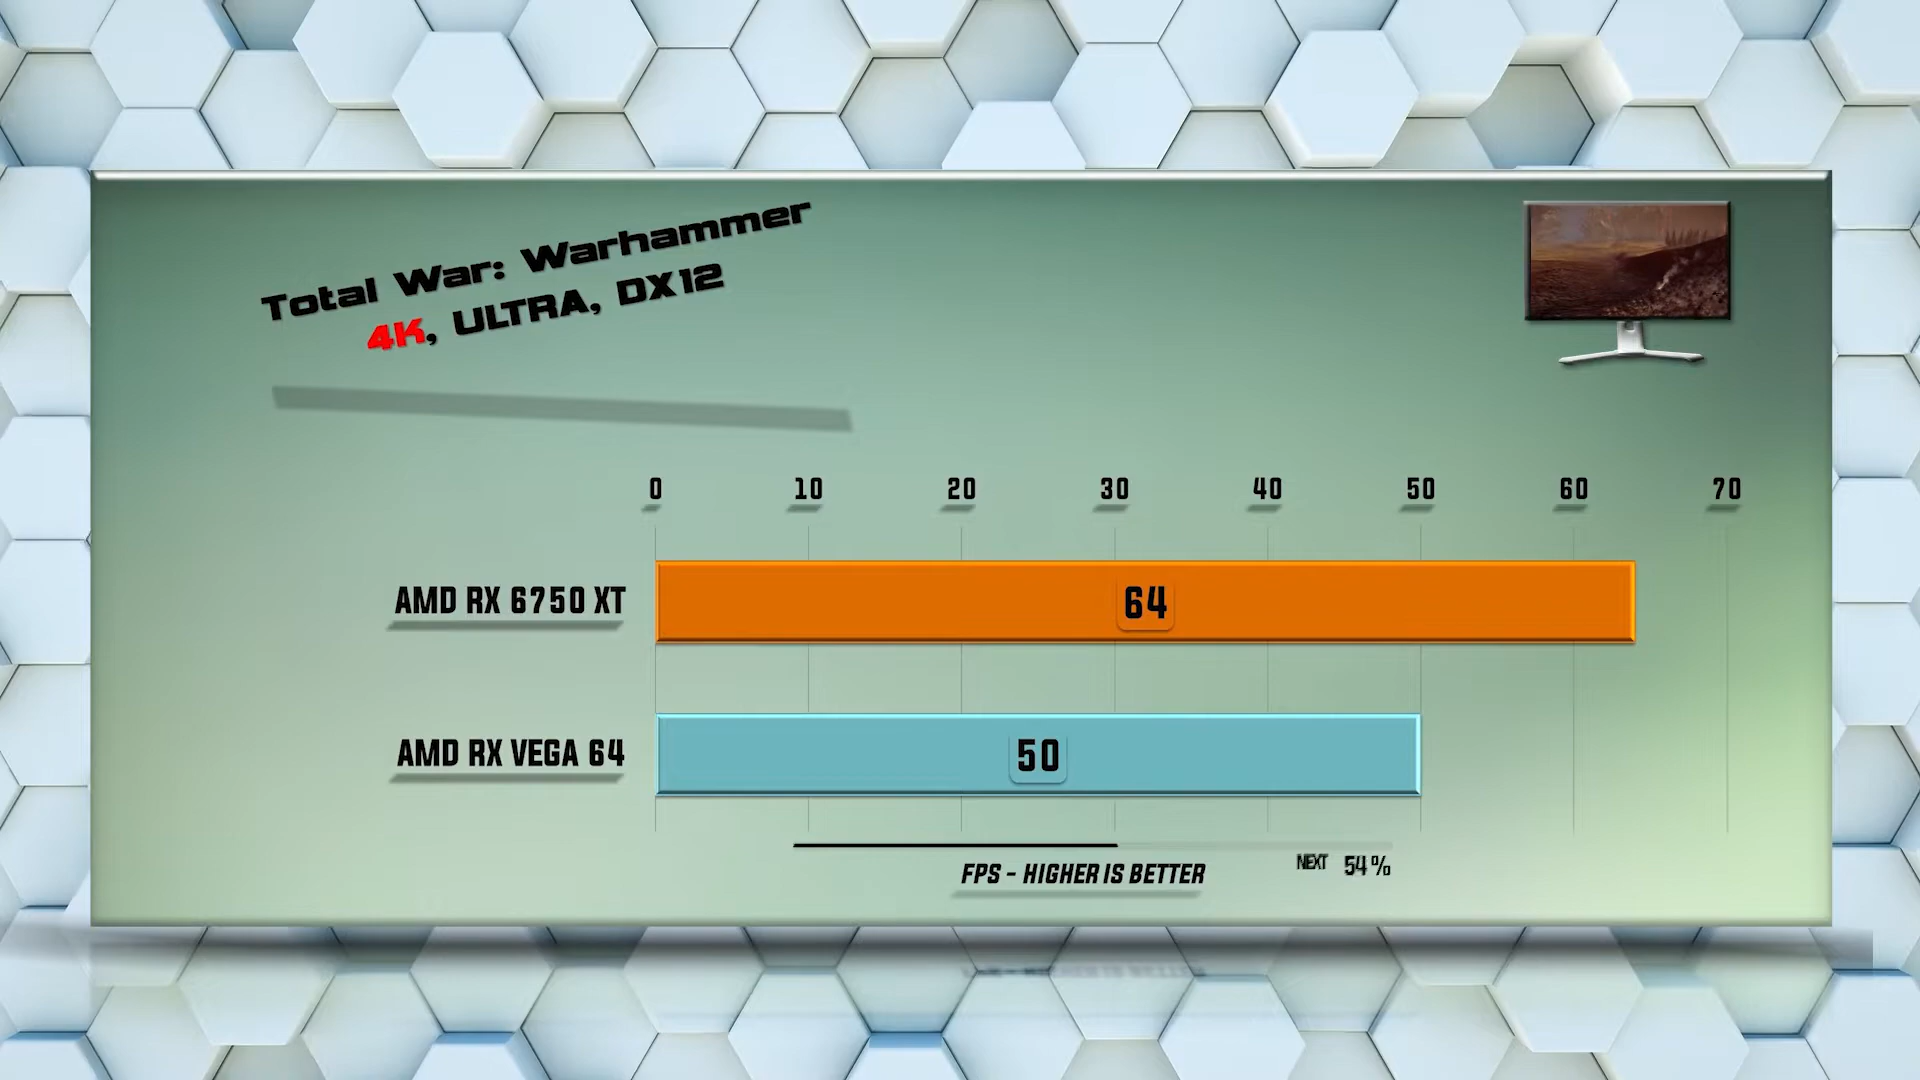 Total War: Warhammer
4K, ULTRA, DX12
0 10 20 30 40 50 60 70
AMD RX 6750 XT
64
AMD RX VEGA 64
50
FPS - HIGHER IS BETTER
NEXT 54%